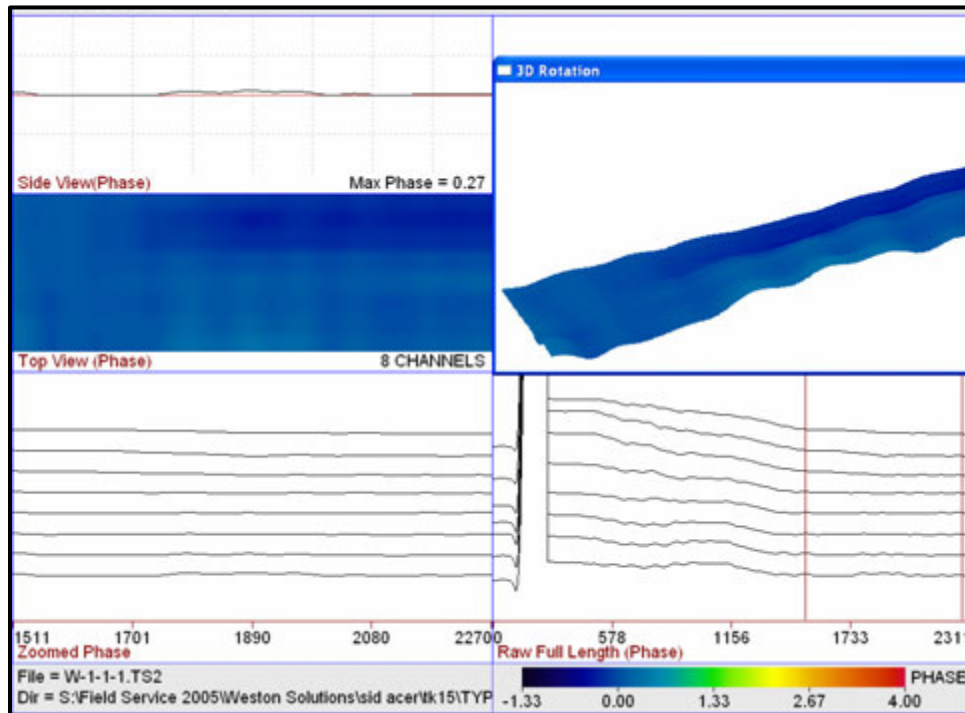 3D Rotation
Side View(Phase)
Max Phase = 0.27
Top View (Phase)
8 CHANNELS
1511 1701 1890 2080 2270
Zoomed Phase
0 578 1156 1733 2311
Raw Full Length (Phase)
File = W-1-1-1.TS2
Dir = S:\Field Service 2005\Weston Solutions\sid acer\tk15\TYP
PHASE
-1.33 0.00 1.33 2.67 4.00